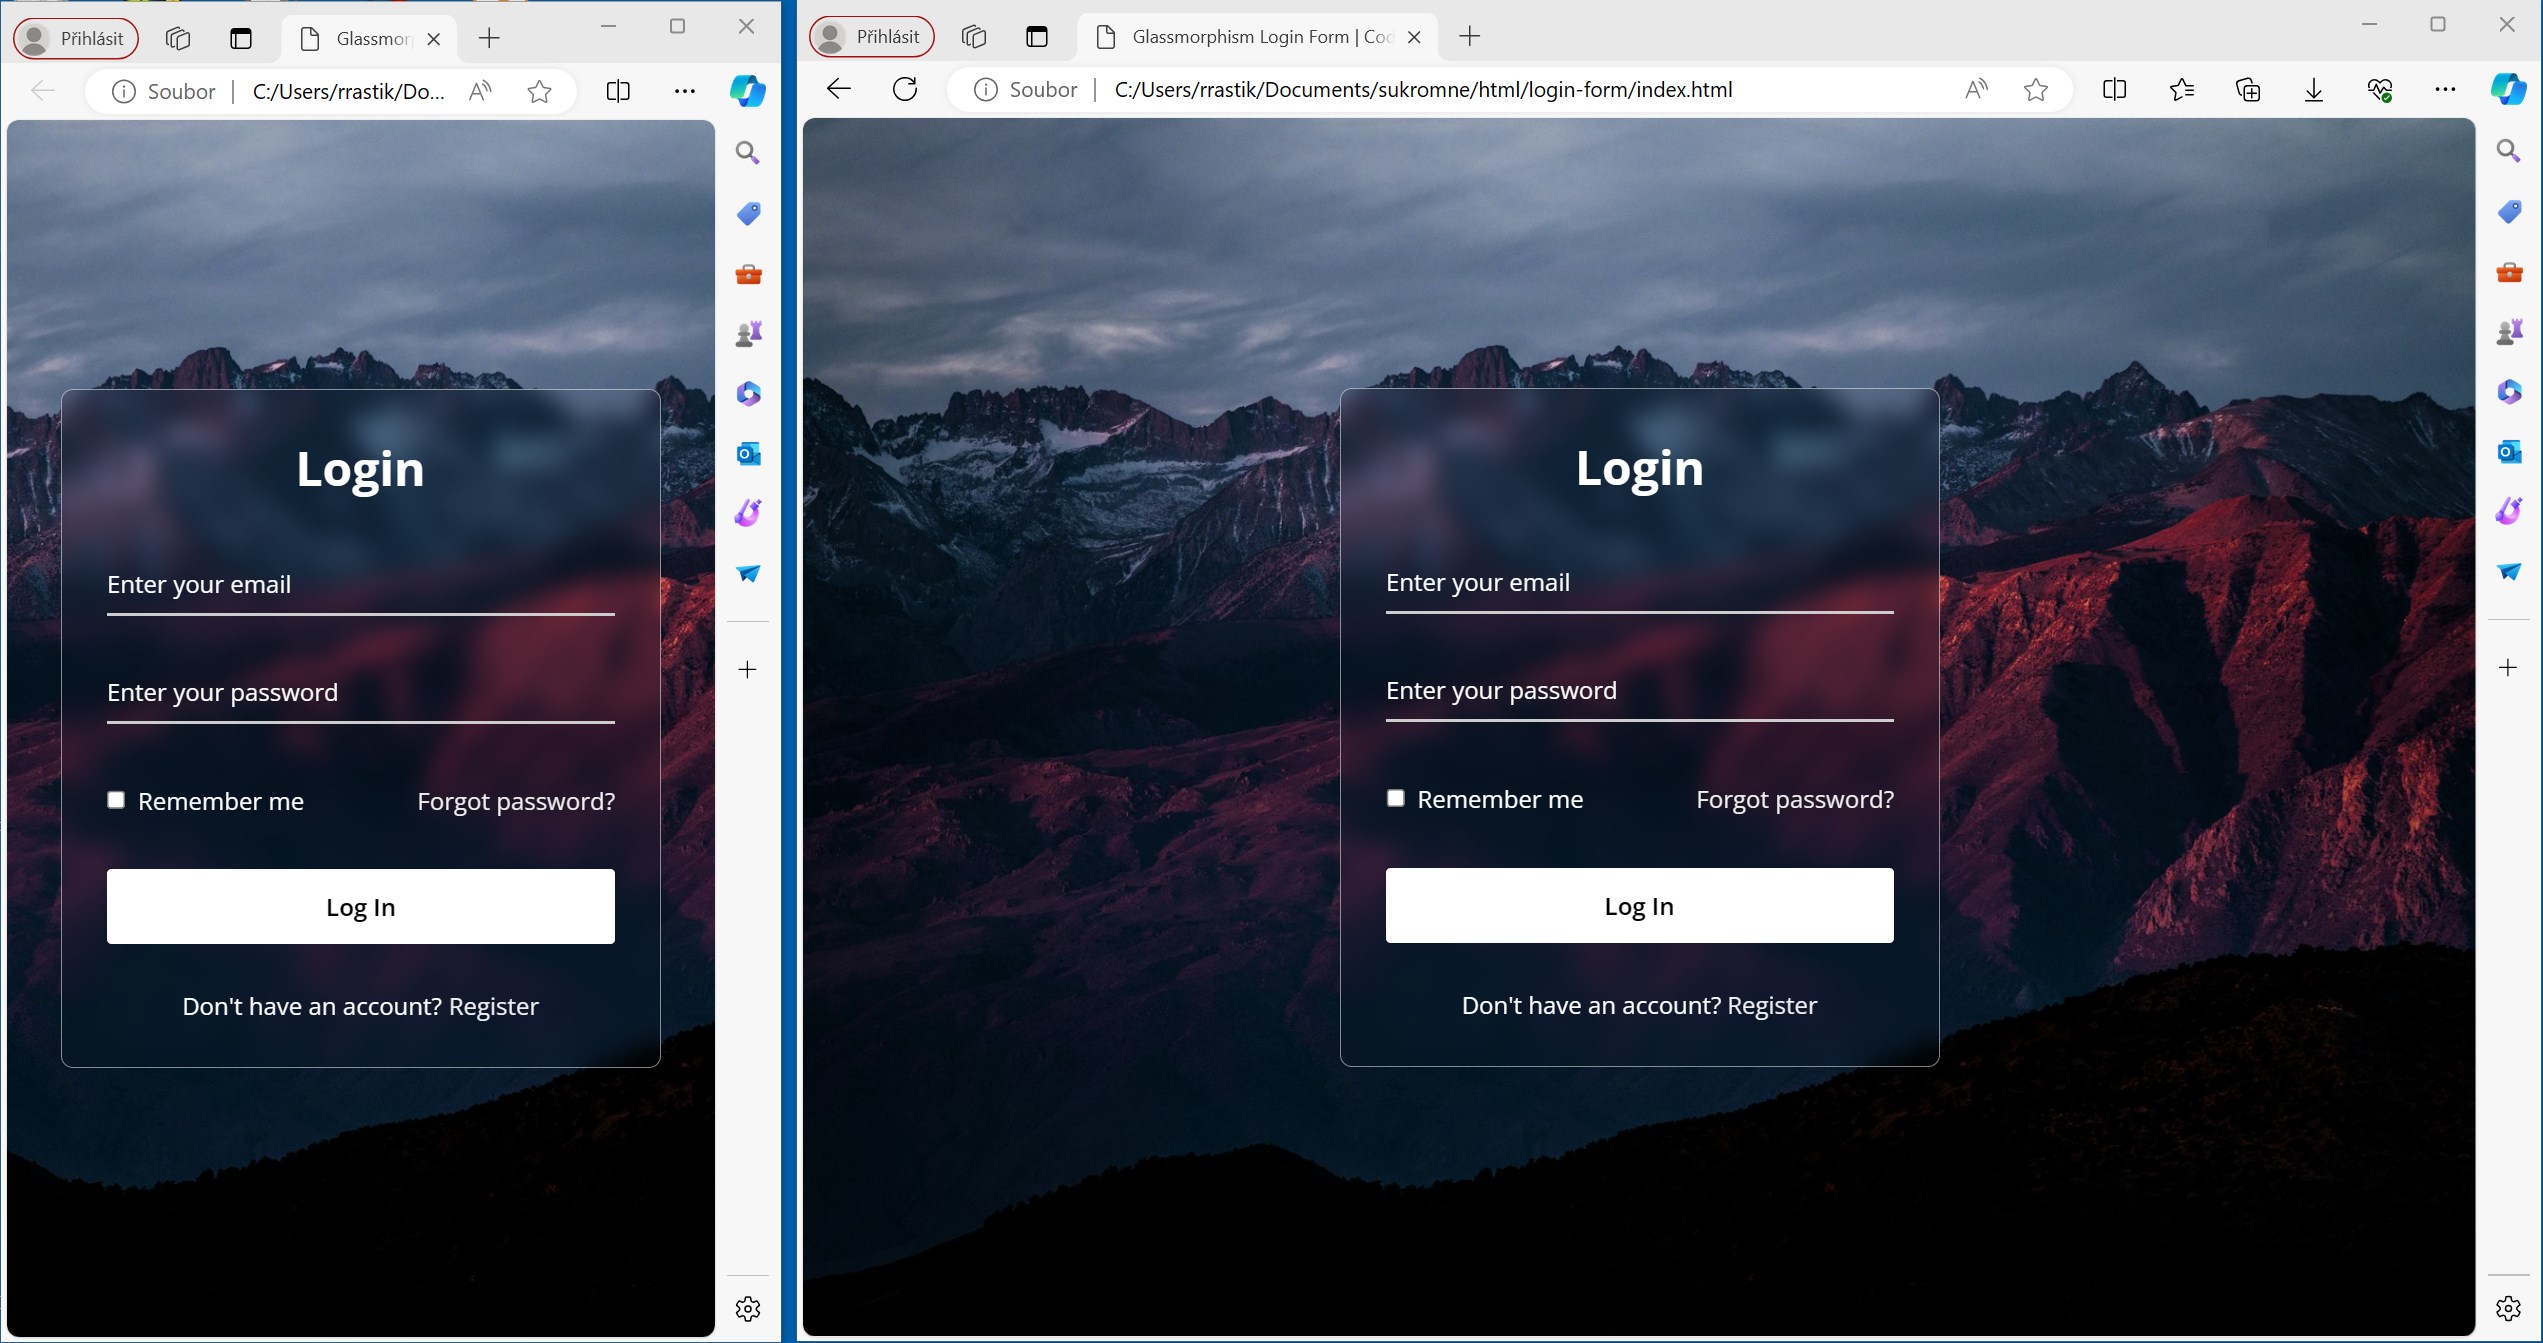 Přihlásit
Glassmor
Soubor
C:/Users/rrastik/Do...
Login
Enter your email
Enter your password
Remember me
Forgot password?
Log In
Don't have an account? Register
Přihlásit
Glassmorphism Login Form | Cod
Soubor
C:/Users/rrastik/Documents/sukromne/html/login-form/index.html
Login
Enter your email
Enter your password
Remember me
Forgot password?
Log In
Don't have an account? Register